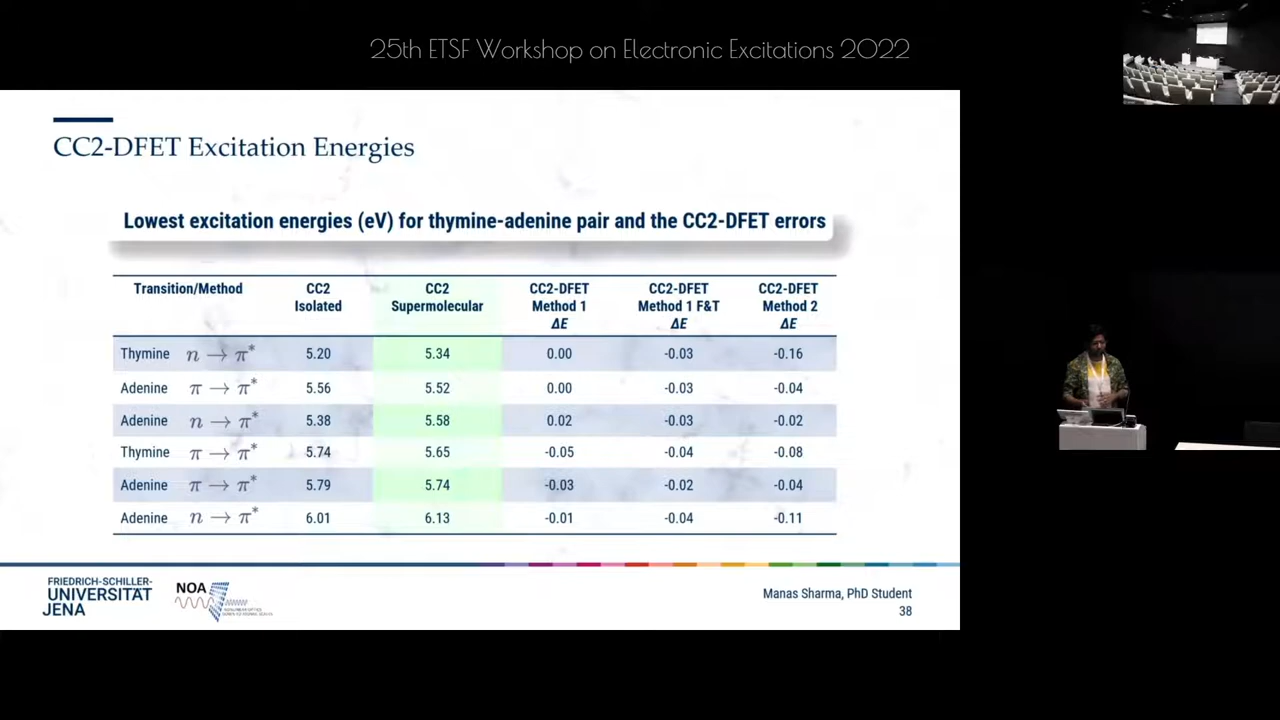 25th ETSF Workshop on Electronic Excitations 2022
CC2-DFET Excitation Energies
Lowest excitation energies (eV) for thymine-adenine pair and the CC2-DFET errors
Transition/Method CC2 Isolated CC2 Supermolecular CC2-DFET Method 1 ΔE CC2-DFET Method 1 F&T ΔE CC2-DFET Method 2 ΔE
Thymine n → π* 5.20 5.34 0.00 -0.03 -0.16
Adenine π → π* 5.56 5.52 0.00 -0.03 -0.04
Adenine n → π* 5.38 5.58 0.02 -0.03 -0.02
Thymine π → π* 5.74 5.65 -0.05 -0.04 -0.08
Adenine π → π* 5.79 5.74 -0.03 -0.02 -0.04
Adenine n → π* 6.01 6.13 -0.01 -0.04 -0.11
FRIEDRICH-SCHILLER-
UNIVERSITÄT
JENA
NOA
Manas Sharma, PhD Student
38